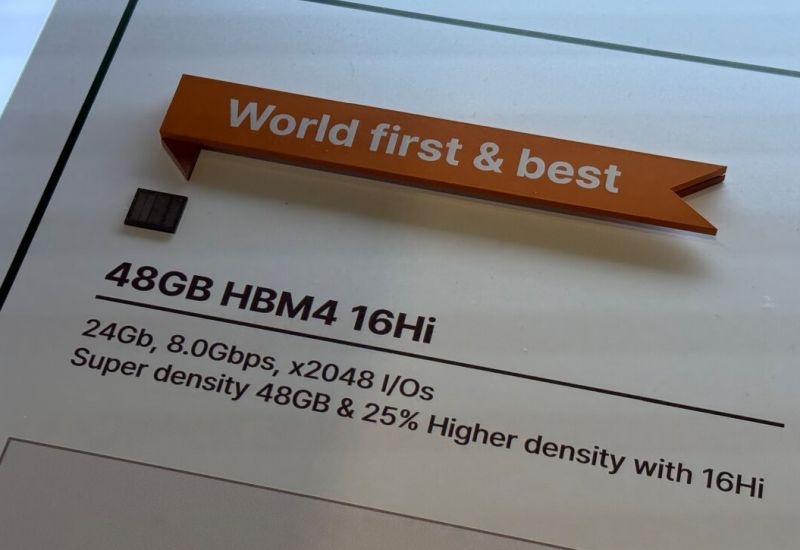 World first & best
48GB HBM4 16Hi
24Gb, 8.0Gbps, x2048 I/Os
Super density 48GB & 25% Higher density with 16Hi